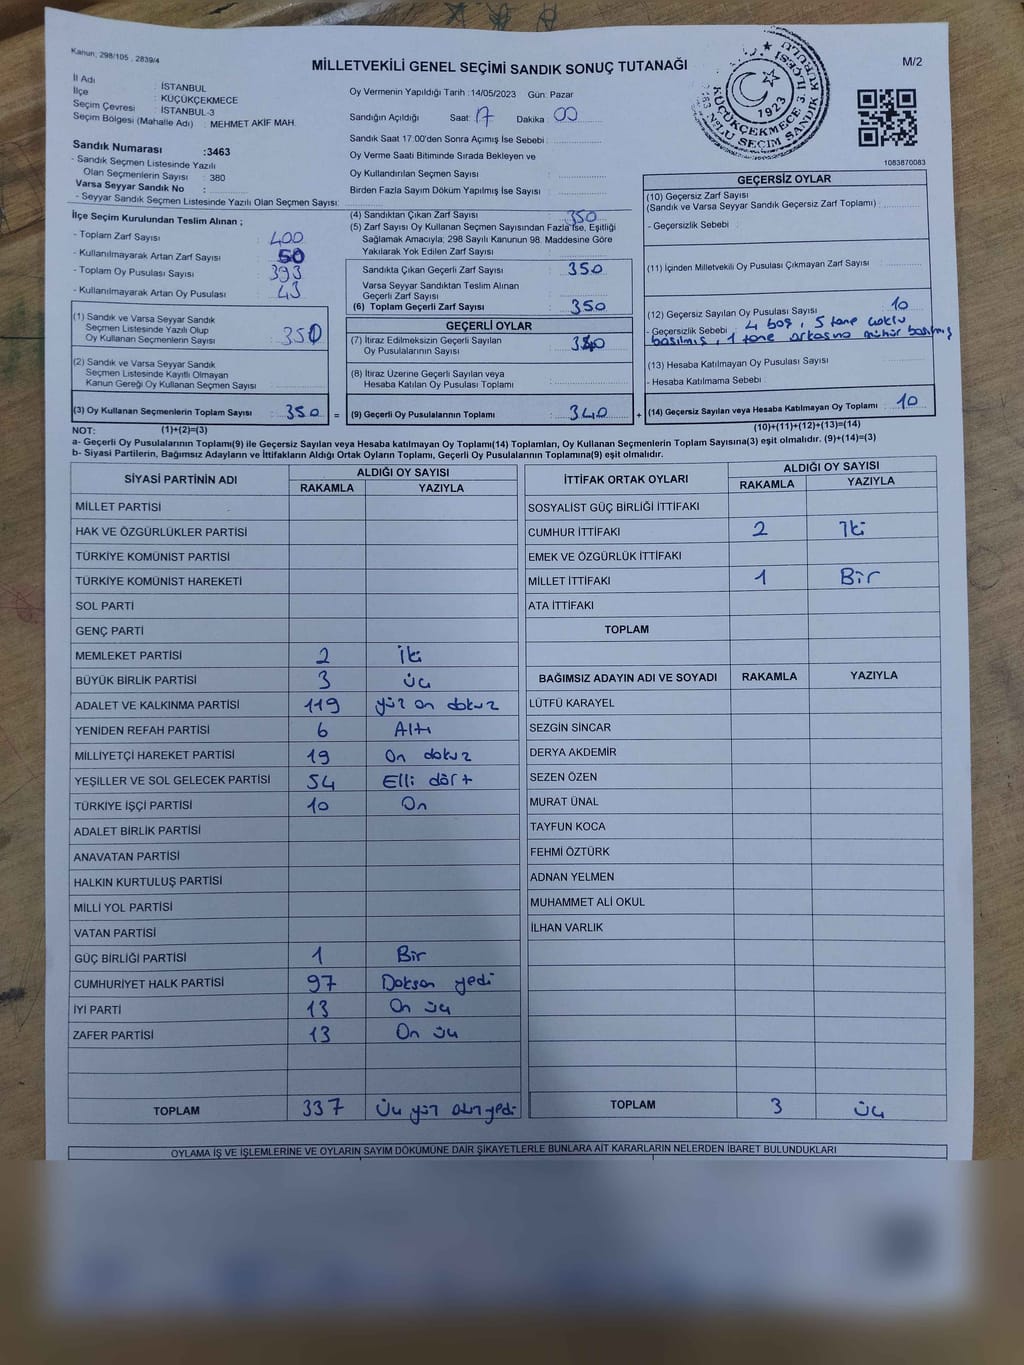 Kanun; 298/105 , 2839/4
MİLLETVEKİLİ GENEL SEÇİMİ SANDIK SONUÇ TUTANAĞI
M/2
İl Adı : İSTANBUL
İlçe : KÜÇÜKÇEKMECE
Seçim Çevresi : İSTANBUL-3
Seçim Bölgesi (Mahalle Adı) : MEHMET AKİF MAH.
Sandık Numarası :3463
- Sandık Seçmen Listesinde Yazılı
Olan Seçmenlerin Sayısı : 380
Varsa Seyyar Sandık No :
- Seyyar Sandık Seçmen Listesinde Yazılı Olan Seçmen Sayısı:
İlçe Seçim Kurulundan Teslim Alınan ;
- Toplam Zarf Sayısı : 400
- Kullanılmayarak Artan Zarf Sayısı : 50
- Toplam Oy Pusulası Sayısı : 393
- Kullanılmayarak Artan Oy Pusulası : 43
(1) Sandık ve Varsa Seyyar Sandık
Seçmen Listesinde Yazılı Olup
Oy Kullanan Seçmenlerin Sayısı : 350
(2) Sandık ve Varsa Seyyar Sandık
Seçmen Listesinde Kayıtlı Olmayan
Kanun Gereği Oy Kullanan Seçmen Sayısı :
(3) Oy Kullanan Seçmenlerin Toplam Sayısı : 350 =
Oy Vermenin Yapıldığı Tarih :14/05/2023 Gün: Pazar
Sandığın Açıldığı Saat: 17 Dakika : 00
Sandık Saat 17:00'den Sonra Açımış İse Sebebi :
Oy Verme Saati Bitiminde Sırada Bekleyen ve
Oy Kullandırılan Seçmen Sayısı :
Birden Fazla Sayım Döküm Yapılmış İse Sayısı :
(4) Sandıktan Çıkan Zarf Sayısı : 350
(5) Zarf Sayısı Oy Kullanan Seçmen Sayısından Fazla İse, Eşitliği
Sağlamak Amacıyla; 298 Sayılı Kanunun 98. Maddesine Göre
Yakılarak Yok Edilen Zarf Sayısı :
Sandıkta Çıkan Geçerli Zarf Sayısı : 350
Varsa Seyyar Sandıktan Teslim Alınan
Geçerli Zarf Sayısı :
(6) Toplam Geçerli Zarf Sayısı : 350
GEÇERLİ OYLAR
(7) İtiraz Edilmeksizin Geçerli Sayılan
Oy Pusulalarının Sayısı : 340
(8) İtiraz Üzerine Geçerli Sayılan veya
Hesaba Katılan Oy Pusulası Toplamı :
(9) Geçerli Oy Pusulalarının Toplamı : 340 +
KÜÇÜKÇEKMECE 3. İLÇESİ
3463 NOLU SEÇİM SANDIK KURULU
1923
1083870083
GEÇERSİZ OYLAR
(10) Geçersiz Zarf Sayısı
(Sandık ve Varsa Seyyar Sandık Geçersiz Zarf Toplamı) :
- Geçersizlik Sebebi :
(11) İçinden Milletvekili Oy Pusulası Çıkmayan Zarf Sayısı :
(12) Geçersiz Sayılan Oy Pusulası Sayısı : 10
- Geçersizlik Sebebi : 4 boş, 5 tane çoklu
basılmış, 1 tane arkasına mühür basılmış
(13) Hesaba Katılmayan Oy Pusulası Sayısı :
- Hesaba Katılmama Sebebi :
(14) Geçersiz Sayılan veya Hesaba Katılmayan Oy Toplamı : 10
NOT: (1)+(2)=(3) (10)+(11)+(12)+(13)=(14)
a- Geçerli Oy Pusulalarının Toplamı(9) ile Geçersiz Sayılan veya Hesaba katılmayan Oy Toplamı(14) Toplamları, Oy Kullanan Seçmenlerin Toplam Sayısına(3) eşit olmalıdır. (9)+(14)=(3)
b- Siyasi Partilerin, Bağımsız Adayların ve İttifakların Aldığı Ortak Oyların Toplamı, Geçerli Oy Pusulalarının Toplamına(9) eşit olmalıdır.
SİYASİ PARTİNİN ADI ALDIĞI OY SAYISI
RAKAMLA YAZIYLA
MİLLET PARTİSİ
HAK VE ÖZGÜRLÜKLER PARTİSİ
TÜRKİYE KOMÜNİST PARTİSİ
TÜRKİYE KOMÜNİST HAREKETİ
SOL PARTİ
GENÇ PARTİ
MEMLEKET PARTİSİ 2 iki
BÜYÜK BİRLİK PARTİSİ 3 üç
ADALET VE KALKINMA PARTİSİ 119 yüz on dokuz
YENİDEN REFAH PARTİSİ 6 Altı
MİLLİYETÇİ HAREKET PARTİSİ 19 On dokuz
YEŞİLLER VE SOL GELECEK PARTİSİ 54 Elli dört
TÜRKİYE İŞÇİ PARTİSİ 10 On
ADALET BİRLİK PARTİSİ
ANAVATAN PARTİSİ
HALKIN KURTULUŞ PARTİSİ
MİLLİ YOL PARTİSİ
VATAN PARTİSİ
GÜÇ BİRLİĞİ PARTİSİ 1 Bir
CUMHURİYET HALK PARTİSİ 97 Doksan yedi
İYİ PARTİ 13 On üç
ZAFER PARTİSİ 13 On üç
TOPLAM 337 Üç yüz otuz yedi
İTTİFAK ORTAK OYLARI ALDIĞI OY SAYISI
RAKAMLA YAZIYLA
SOSYALİST GÜÇ BİRLİĞİ İTTİFAKI
CUMHUR İTTİFAKI 2 İki
EMEK VE ÖZGÜRLÜK İTTİFAKI
MİLLET İTTİFAKI 1 Bir
ATA İTTİFAKI
TOPLAM
BAĞIMSIZ ADAYIN ADI VE SOYADI RAKAMLA YAZIYLA
LÜTFÜ KARAYEL
SEZGİN SİNCAR
DERYA AKDEMİR
SEZEN ÖZEN
MURAT ÜNAL
TAYFUN KOCA
FEHMİ ÖZTÜRK
ADNAN YELMEN
MUHAMMET ALİ OKUL
İLHAN VARLIK
TOPLAM 3 üç
OYLAMA İŞ VE İŞLEMLERİNE VE OYLARIN SAYIM DÖKÜMÜNE DAİR ŞİKAYETLERLE BUNLARA AİT KARARLARIN NELERDEN İBARET BULUNDUKLARI